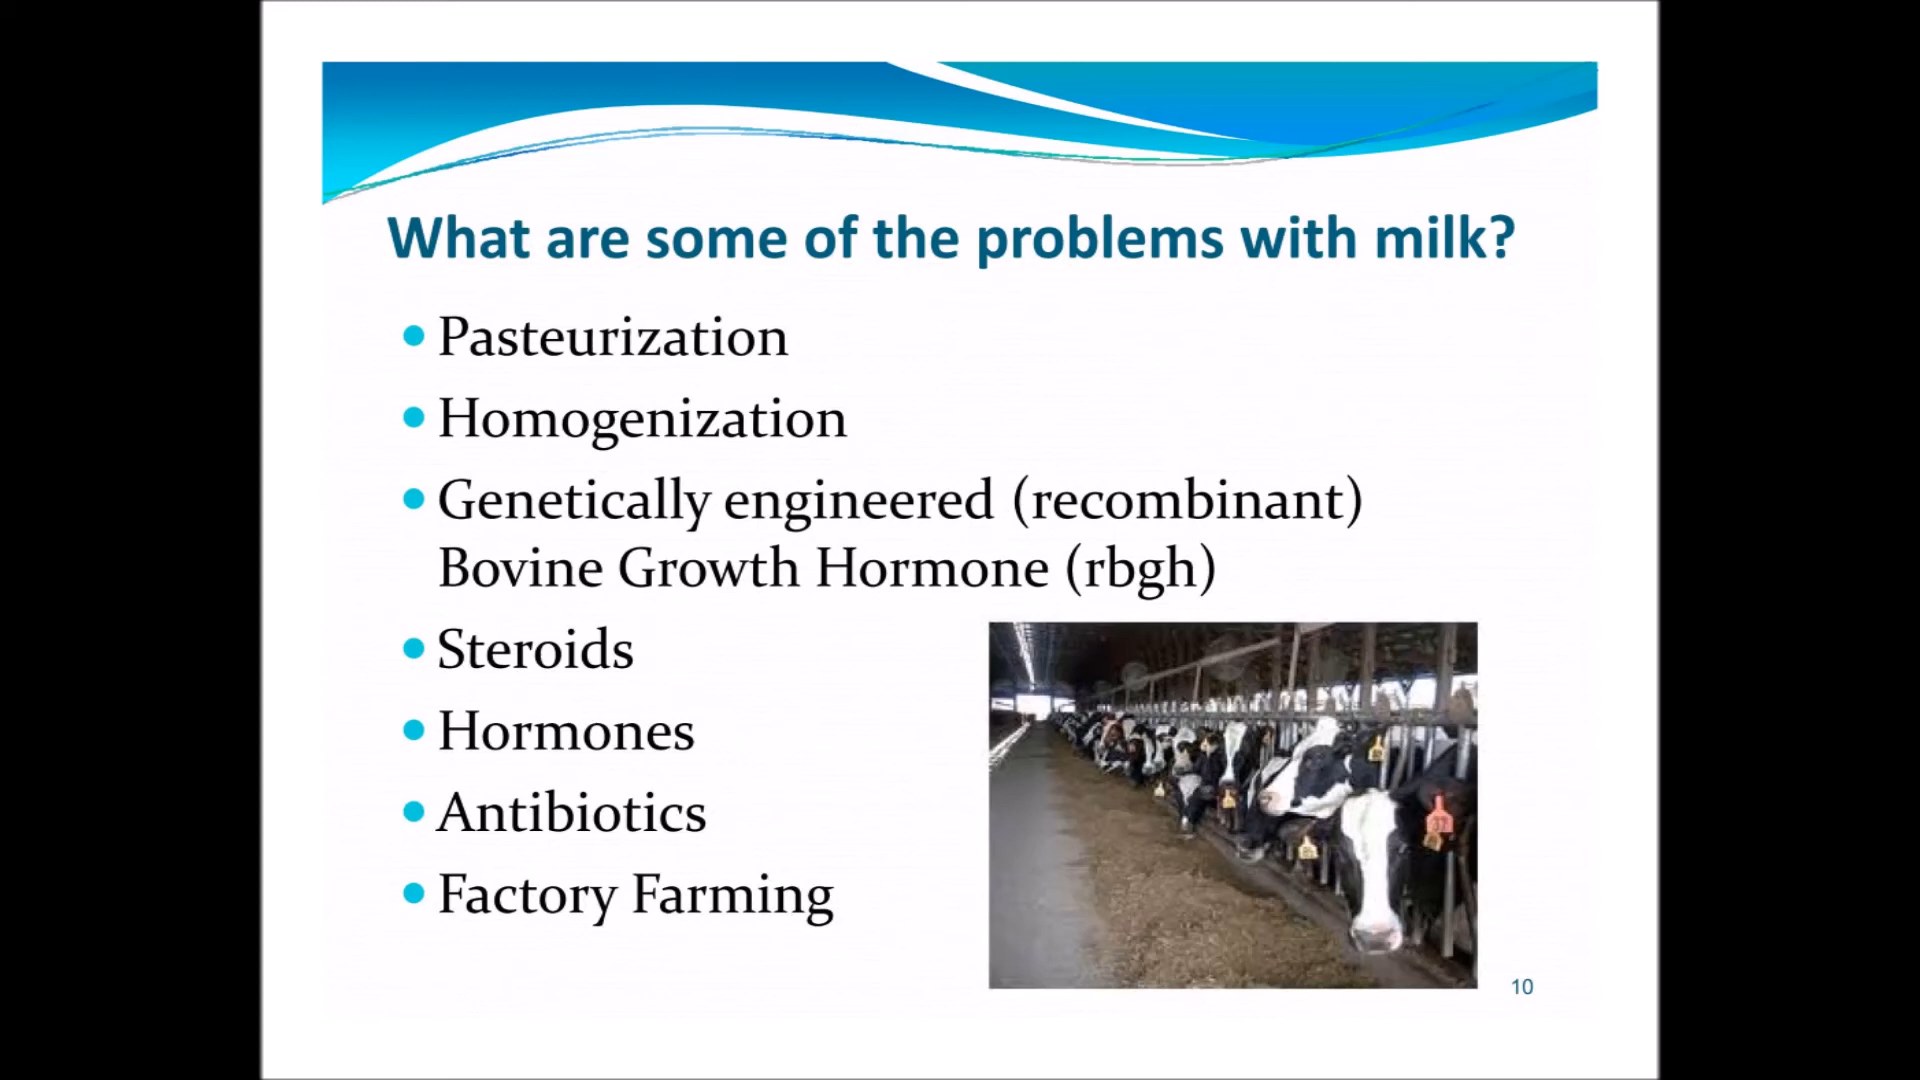 What are some of the problems with milk?
• Pasteurization
• Homogenization
• Genetically engineered (recombinant)
Bovine Growth Hormone (rbgh)
• Steroids
• Hormones
• Antibiotics
• Factory Farming
37
10